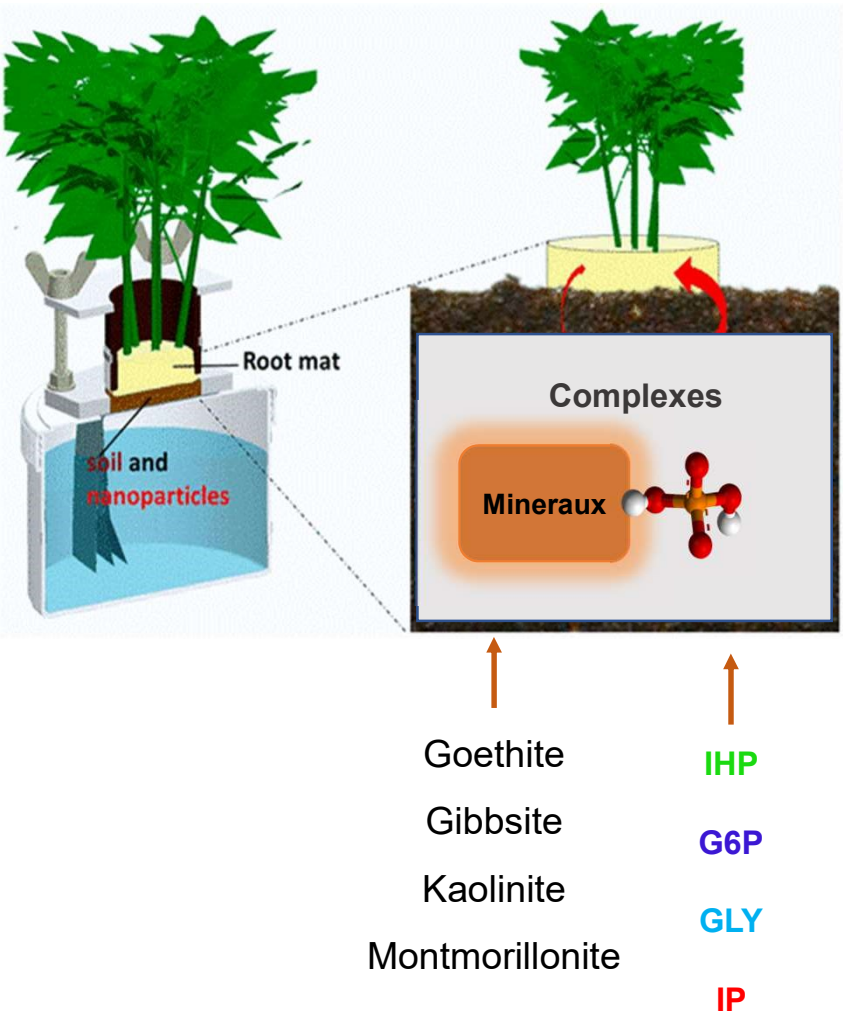 Root mat
soil and
nanoparticles
Complexes
Mineraux
Goethite
Gibbsite
Kaolinite
Montmorillonite
IHP
G6P
GLY
IP